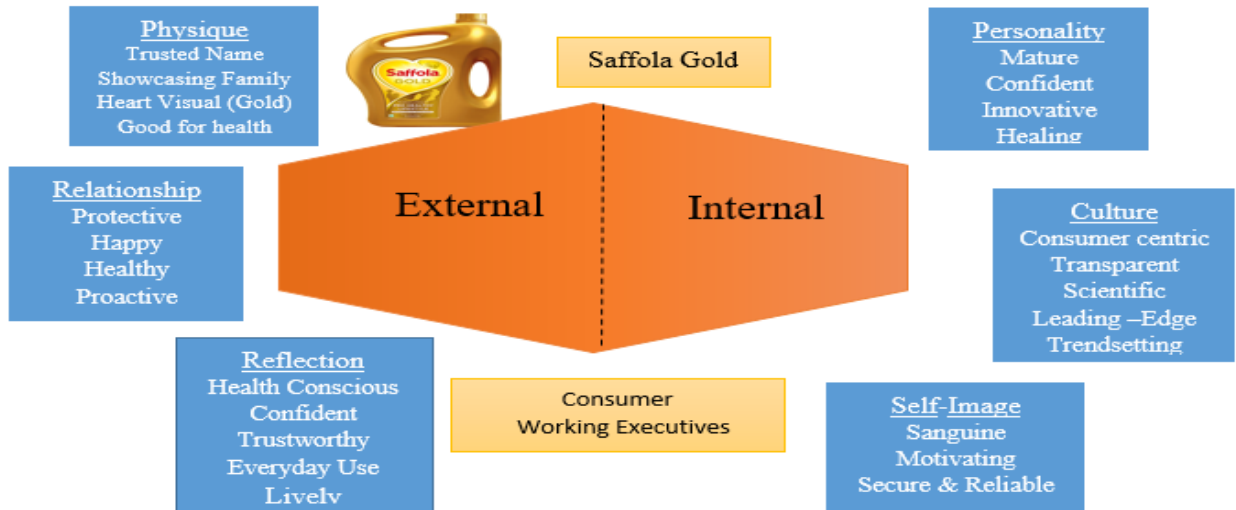 Physique
Trusted Name
Showcasing Family
Heart Visual (Gold)
Good for health
Saffola
GOLD
Saffola Gold
Personality
Mature
Confident
Innovative
Healing
Relationship
Protective
Happy
Healthy
Proactive
External
Internal
Culture
Consumer centric
Transparent
Scientific
Leading –Edge
Trendsetting
Reflection
Health Conscious
Confident
Trustworthy
Everyday Use
Lively
Consumer
Working Executives
Self-Image
Sanguine
Motivating
Secure & Reliable